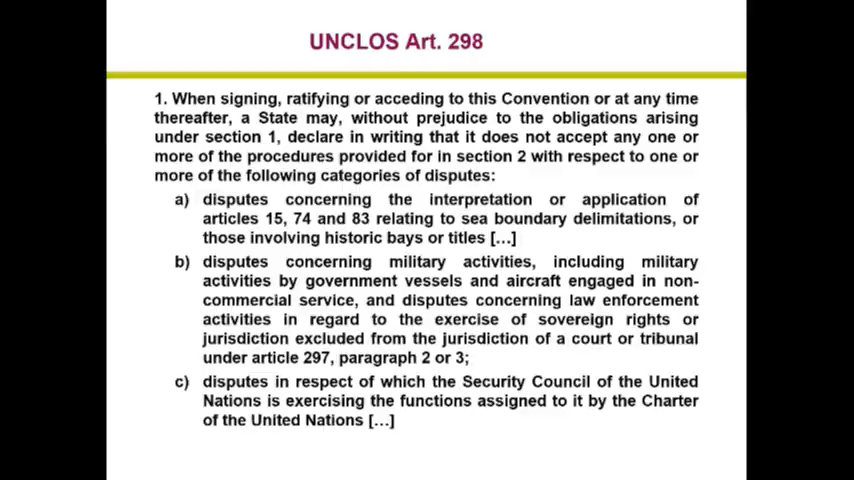 UNCLOS Art. 298
1. When signing, ratifying or acceding to this Convention or at any time
thereafter, a State may, without prejudice to the obligations arising
under section 1, declare in writing that it does not accept any one or
more of the procedures provided for in section 2 with respect to one or
more of the following categories of disputes:
a) disputes concerning the interpretation or application of
articles 15, 74 and 83 relating to sea boundary delimitations, or
those involving historic bays or titles [...]
b) disputes concerning military activities, including military
activities by government vessels and aircraft engaged in non-
commercial service, and disputes concerning law enforcement
activities in regard to the exercise of sovereign rights or
jurisdiction excluded from the jurisdiction of a court or tribunal
under article 297, paragraph 2 or 3;
c) disputes in respect of which the Security Council of the United
Nations is exercising the functions assigned to it by the Charter
of the United Nations [...]